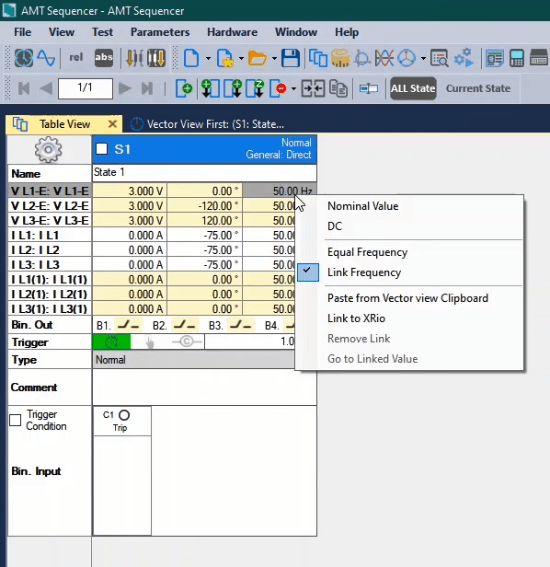 AMT Sequencer - AMT Sequencer
File View Test Parameters Hardware Window Help
rel abs
1/1 ALL State Current State
Table View × Vector View First: (S1: State...
S1 Normal
General: Direct
Name State 1
V L1-E: V L1-E 3.000 V 0.00 ° 50.00 Hz
V L2-E: V L2-E 3.000 V -120.00 ° 50.00
V L3-E: V L3-E 3.000 V 120.00 ° 50.00
I L1: I L1 0.000 A -75.00 ° 50.00
I L2: I L2 0.000 A -75.00 ° 50.00
I L3: I L3 0.000 A -75.00 ° 50.00
I L1(1): I L1(1) 0.000 A 50.00
I L2(1): I L2(1) 0.000 A 50.00
I L3(1): I L3(1) 0.000 A 50.00
Bin. Out B1. B2. B3. B4.
Trigger C 1.0
Type Normal
Comment
Trigger
Condition
C1
Trip
Bin. Input
Nominal Value
DC
Equal Frequency
Link Frequency
Paste from Vector view Clipboard
Link to XRio
Remove Link
Go to Linked Value